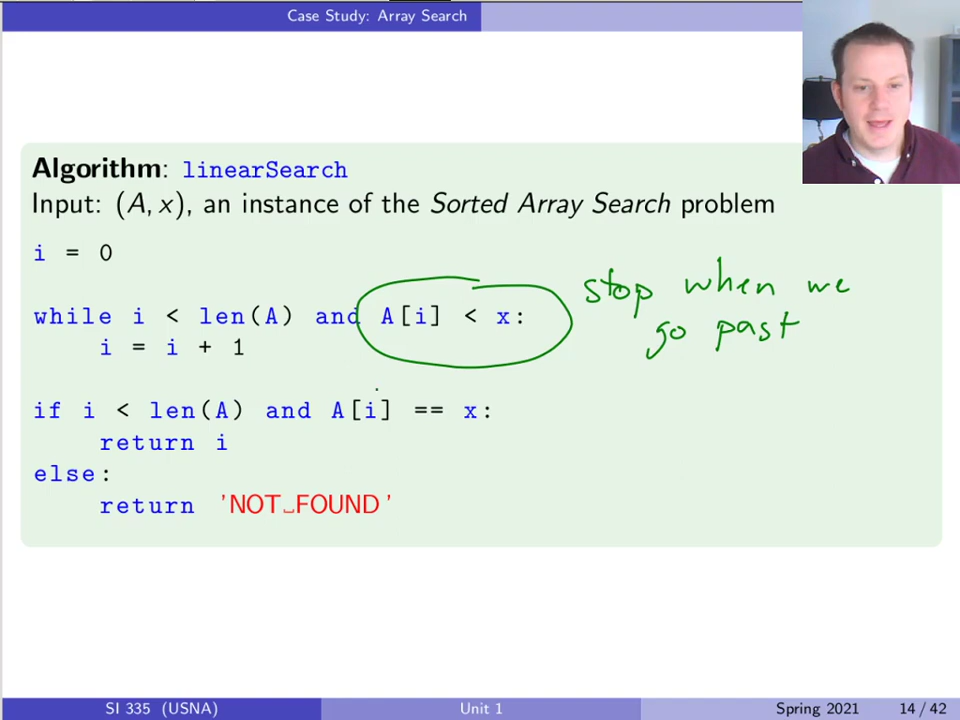 Case Study: Array Search
Algorithm: linearSearch
Input: (A, x), an instance of the Sorted Array Search problem
i = 0
while i < len(A) and A[i] < x:
    i = i + 1
stop when we
go past
if i < len(A) and A[i] == x:
    return i
else:
    return 'NOT␣FOUND'
SI 335 (USNA) Unit 1 Spring 2021 14 / 42